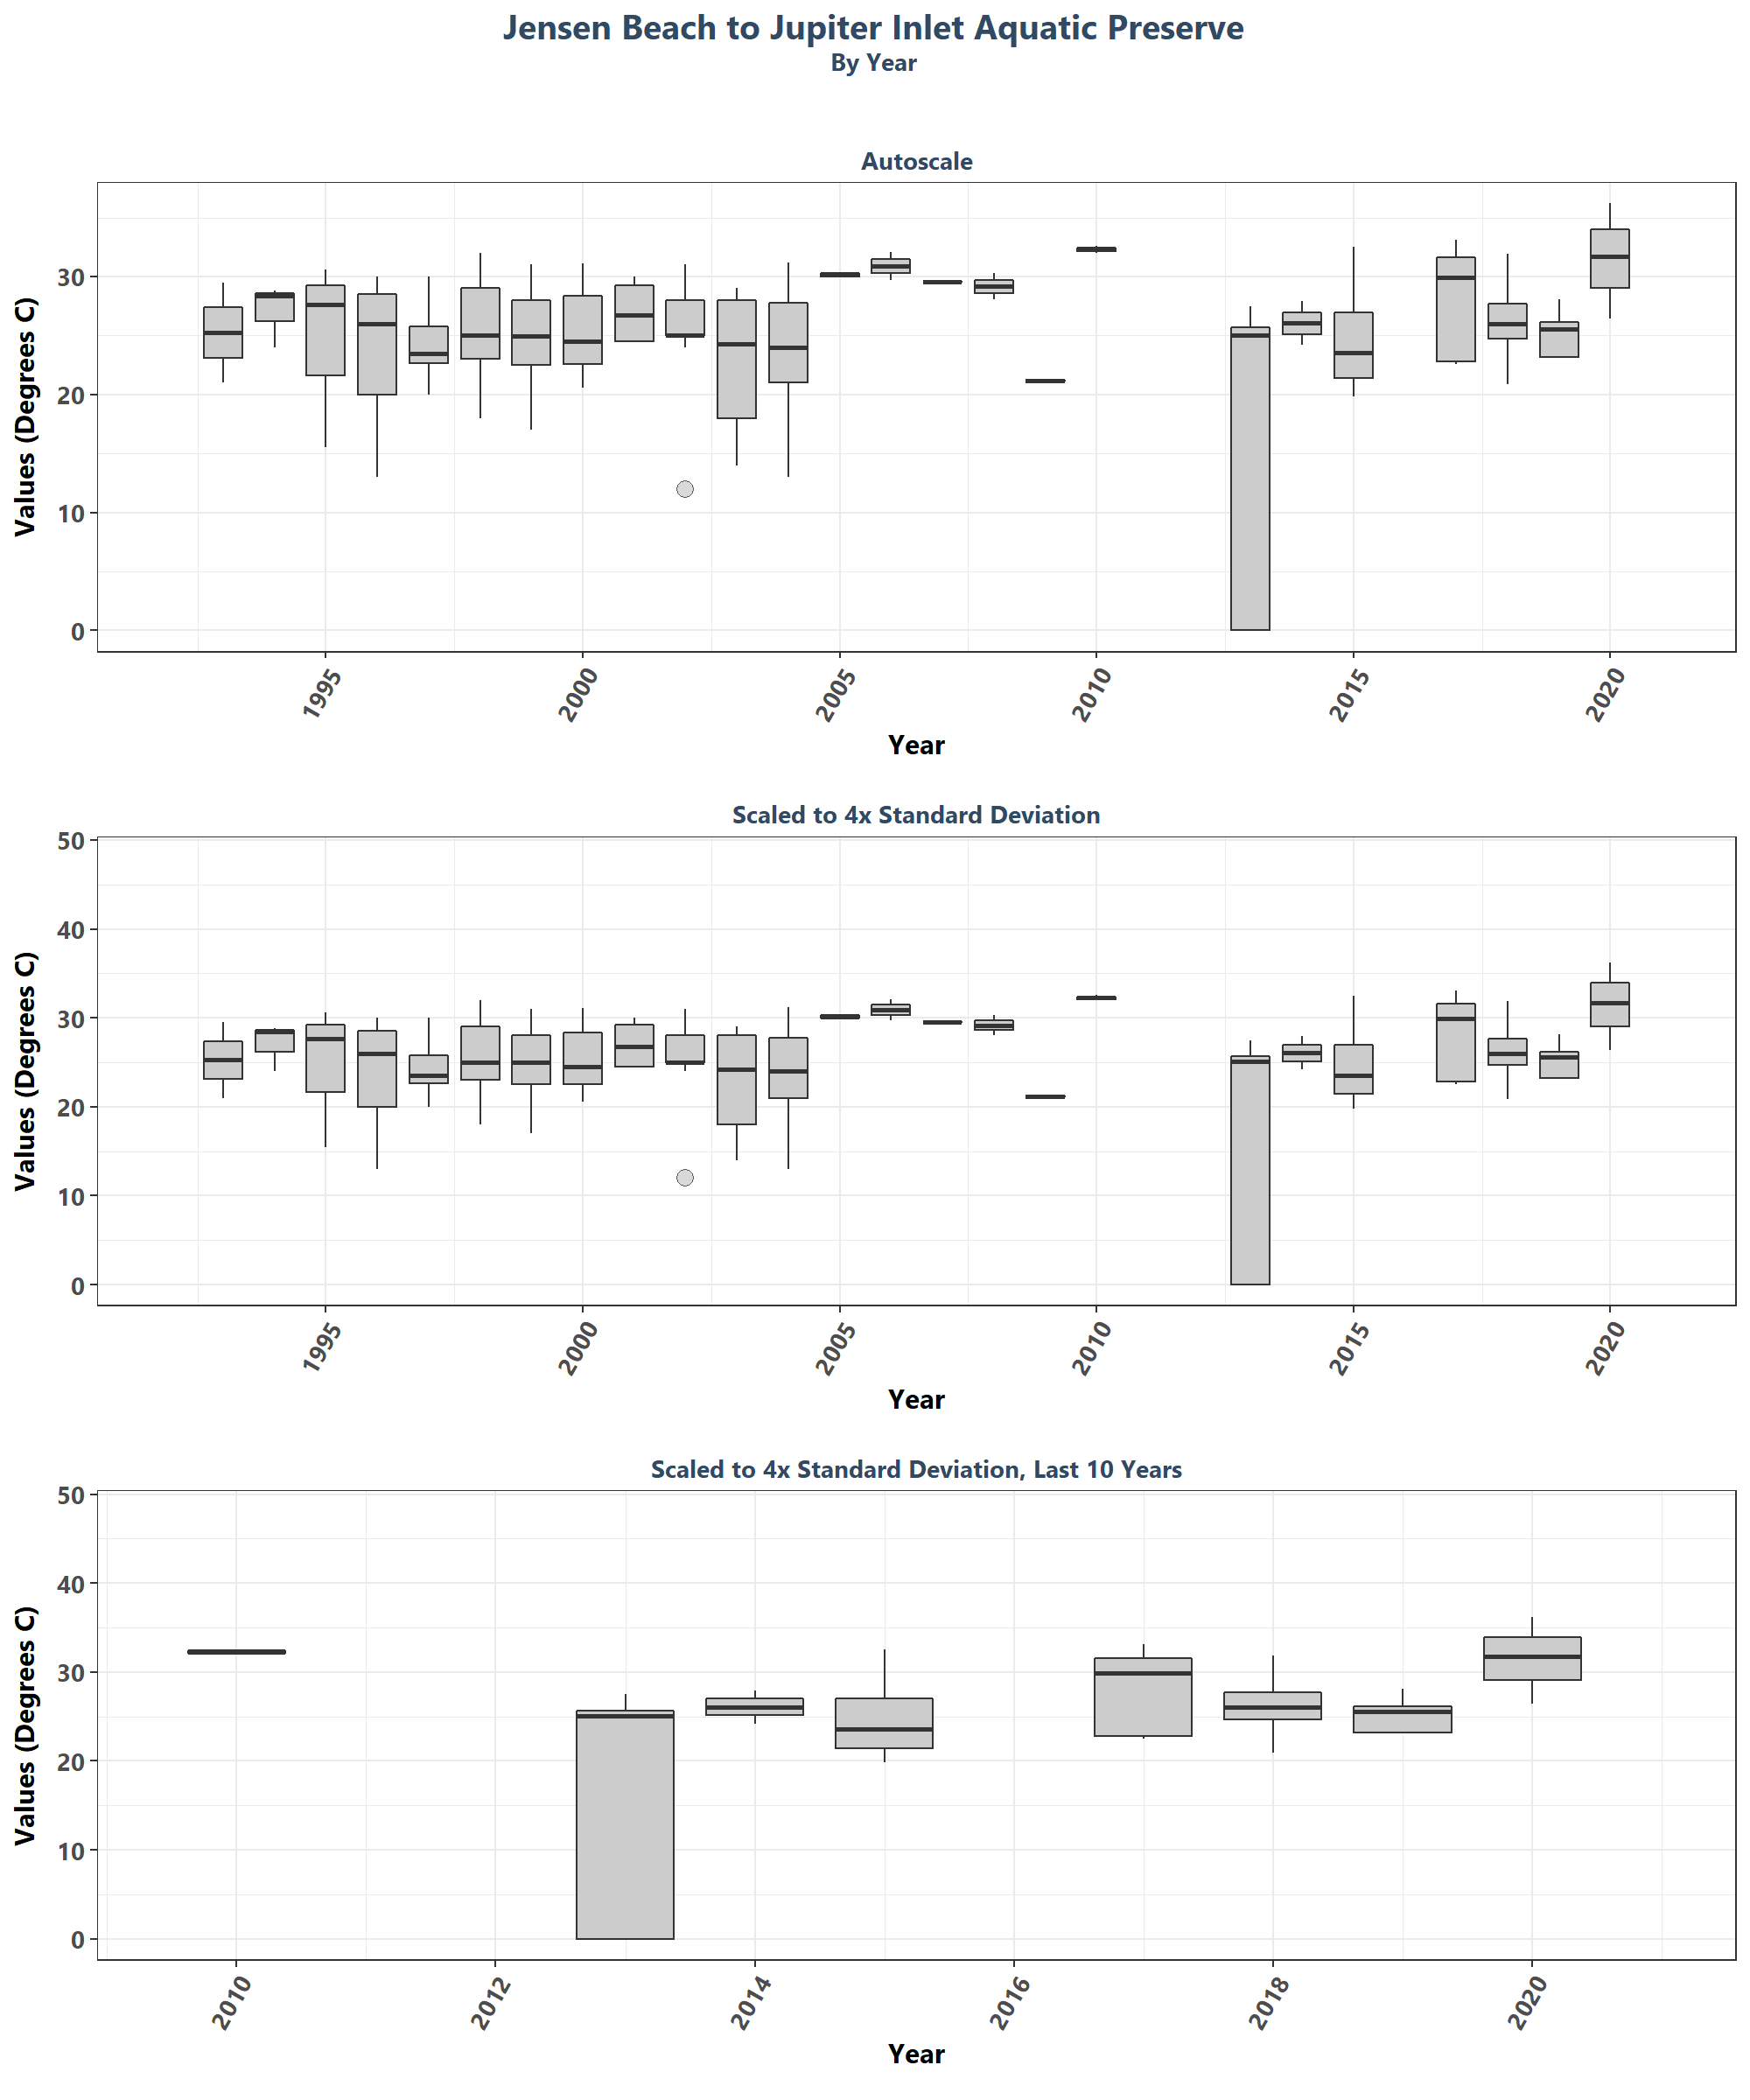 Jensen Beach to Jupiter Inlet Aquatic Preserve
By Year
Autoscale
Values (Degrees C)
30
20
10
0
1995 2000 2005 2010 2015 2020
Year
Scaled to 4x Standard Deviation
Values (Degrees C)
50
40
30
20
10
0
1995 2000 2005 2010 2015 2020
Year
Scaled to 4x Standard Deviation, Last 10 Years
Values (Degrees C)
50
40
30
20
10
0
2010 2012 2014 2016 2018 2020
Year